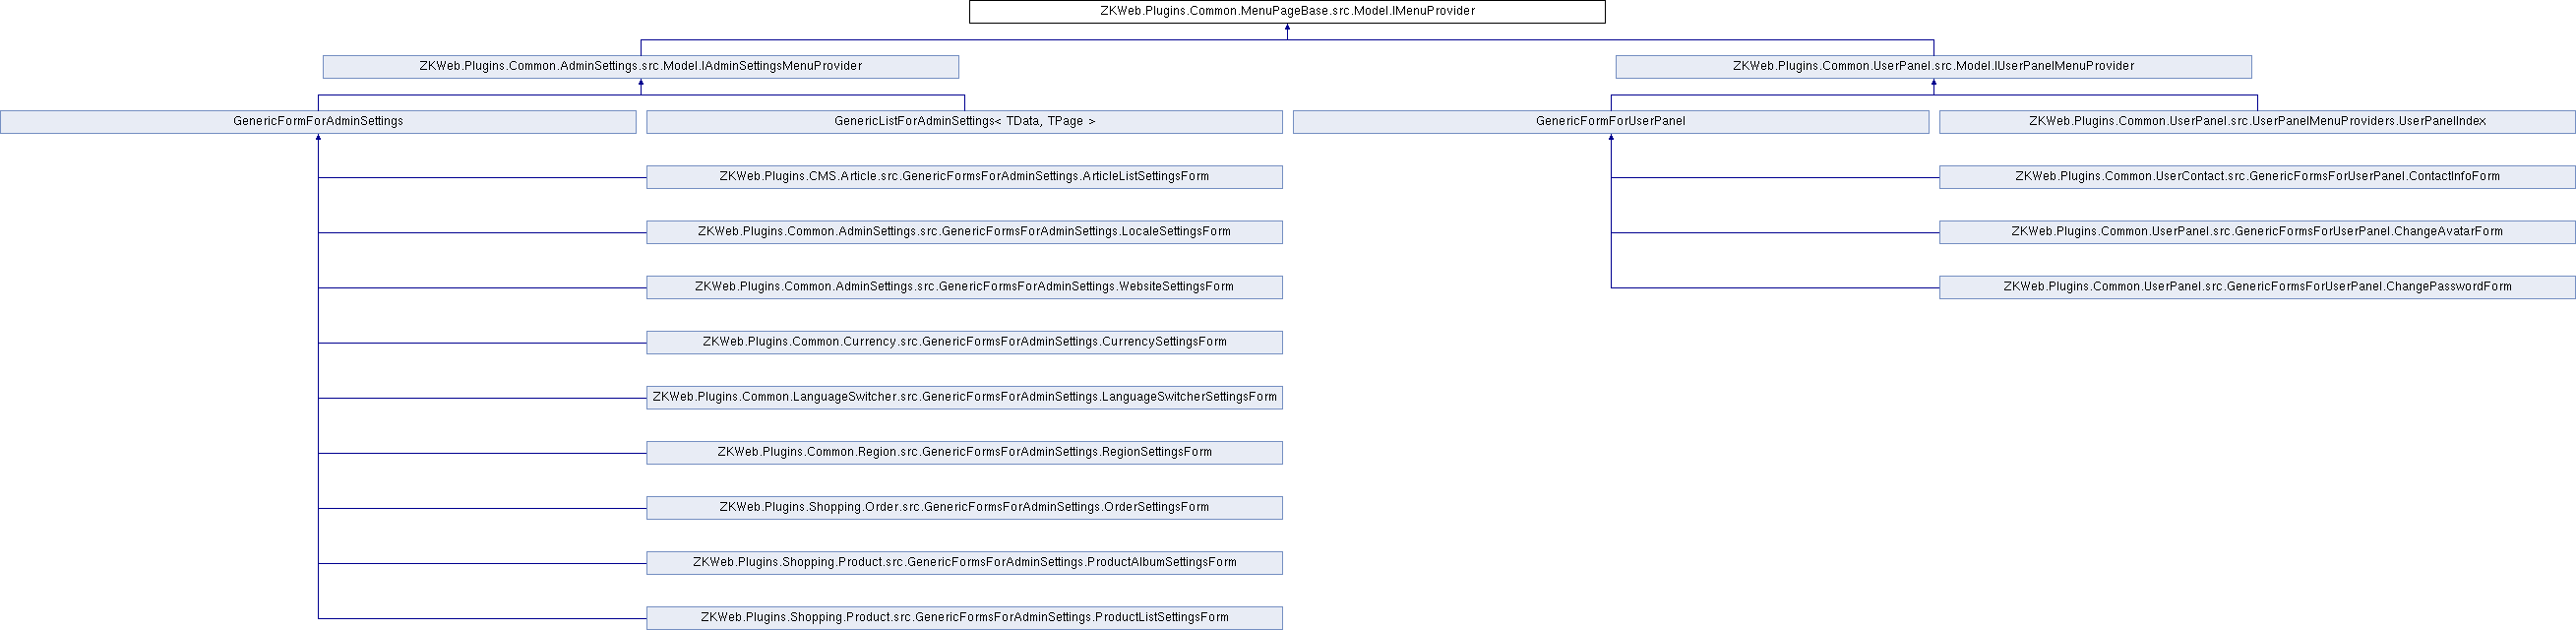 ZKWeb.Plugins.Common.MenuPageBase.src.Model.IMenuProvider
ZKWeb.Plugins.Common.AdminSettings.src.Model.IAdminSettingsMenuProvider
ZKWeb.Plugins.Common.UserPanel.src.Model.IUserPanelMenuProvider
GenericFormForAdminSettings
GenericListForAdminSettings< TData, TPage >
GenericFormForUserPanel
ZKWeb.Plugins.Common.UserPanel.src.UserPanelMenuProviders.UserPanelIndex
ZKWeb.Plugins.CMS.Article.src.GenericFormsForAdminSettings.ArticleListSettingsForm
ZKWeb.Plugins.Common.UserContact.src.GenericFormsForUserPanel.ContactInfoForm
ZKWeb.Plugins.Common.AdminSettings.src.GenericFormsForAdminSettings.LocaleSettingsForm
ZKWeb.Plugins.Common.UserPanel.src.GenericFormsForUserPanel.ChangeAvatarForm
ZKWeb.Plugins.Common.AdminSettings.src.GenericFormsForAdminSettings.WebsiteSettingsForm
ZKWeb.Plugins.Common.UserPanel.src.GenericFormsForUserPanel.ChangePasswordForm
ZKWeb.Plugins.Common.Currency.src.GenericFormsForAdminSettings.CurrencySettingsForm
ZKWeb.Plugins.Common.LanguageSwitcher.src.GenericFormsForAdminSettings.LanguageSwitcherSettingsForm
ZKWeb.Plugins.Common.Region.src.GenericFormsForAdminSettings.RegionSettingsForm
ZKWeb.Plugins.Shopping.Order.src.GenericFormsForAdminSettings.OrderSettingsForm
ZKWeb.Plugins.Shopping.Product.src.GenericFormsForAdminSettings.ProductAlbumSettingsForm
ZKWeb.Plugins.Shopping.Product.src.GenericFormsForAdminSettings.ProductListSettingsForm